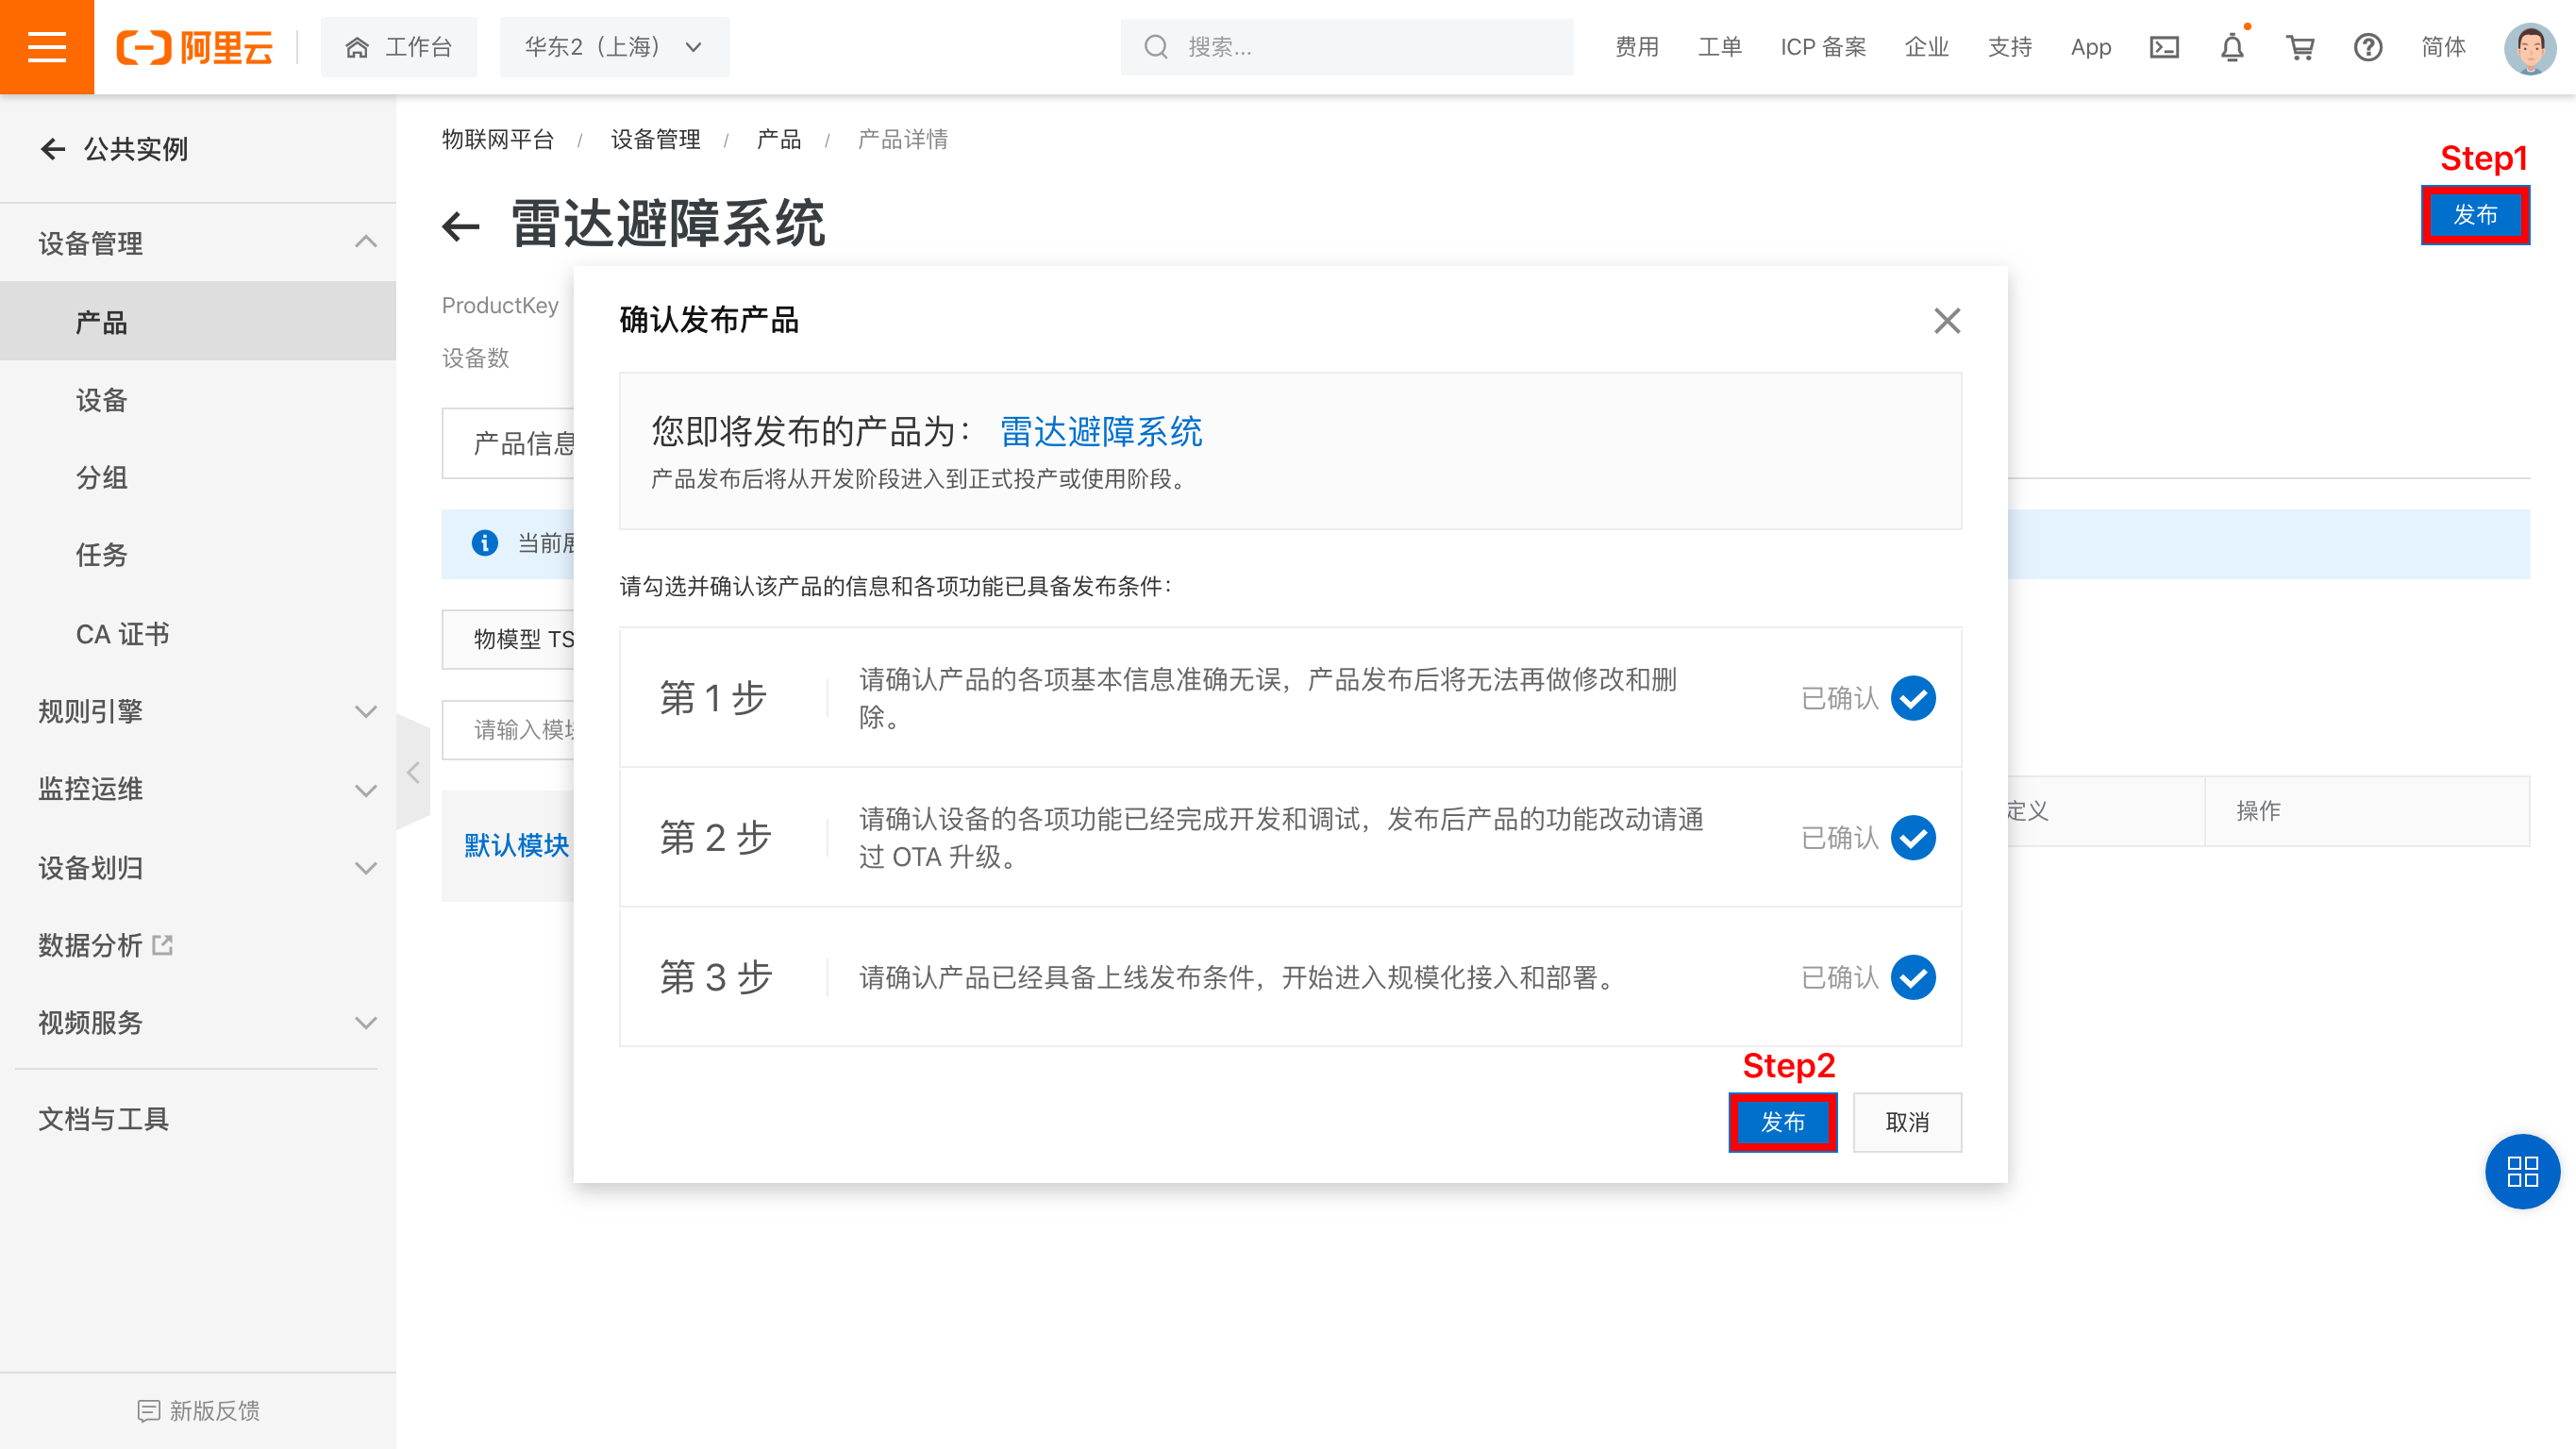 阿里云
工作台
华东2（上海）
搜索...
费用
工单
ICP 备案
企业
支持
App
简体
公共实例
设备管理
产品
设备
分组
任务
CA 证书
规则引擎
监控运维
设备划归
数据分析
视频服务
文档与工具
新版反馈
物联网平台 / 设备管理 / 产品 / 产品详情
Step1
雷达避障系统
发布
ProductKey
设备数
产品信息
当前展
物模型 TS
请输入模块
默认模块
定义
操作
确认发布产品
您即将发布的产品为： 雷达避障系统
产品发布后将从开发阶段进入到正式投产或使用阶段。
请勾选并确认该产品的信息和各项功能已具备发布条件：
第 1 步
请确认产品的各项基本信息准确无误，产品发布后将无法再做修改和删
除。
已确认
第 2 步
请确认设备的各项功能已经完成开发和调试，发布后产品的功能改动请通
过 OTA 升级。
已确认
第 3 步
请确认产品已经具备上线发布条件，开始进入规模化接入和部署。
已确认
Step2
发布
取消